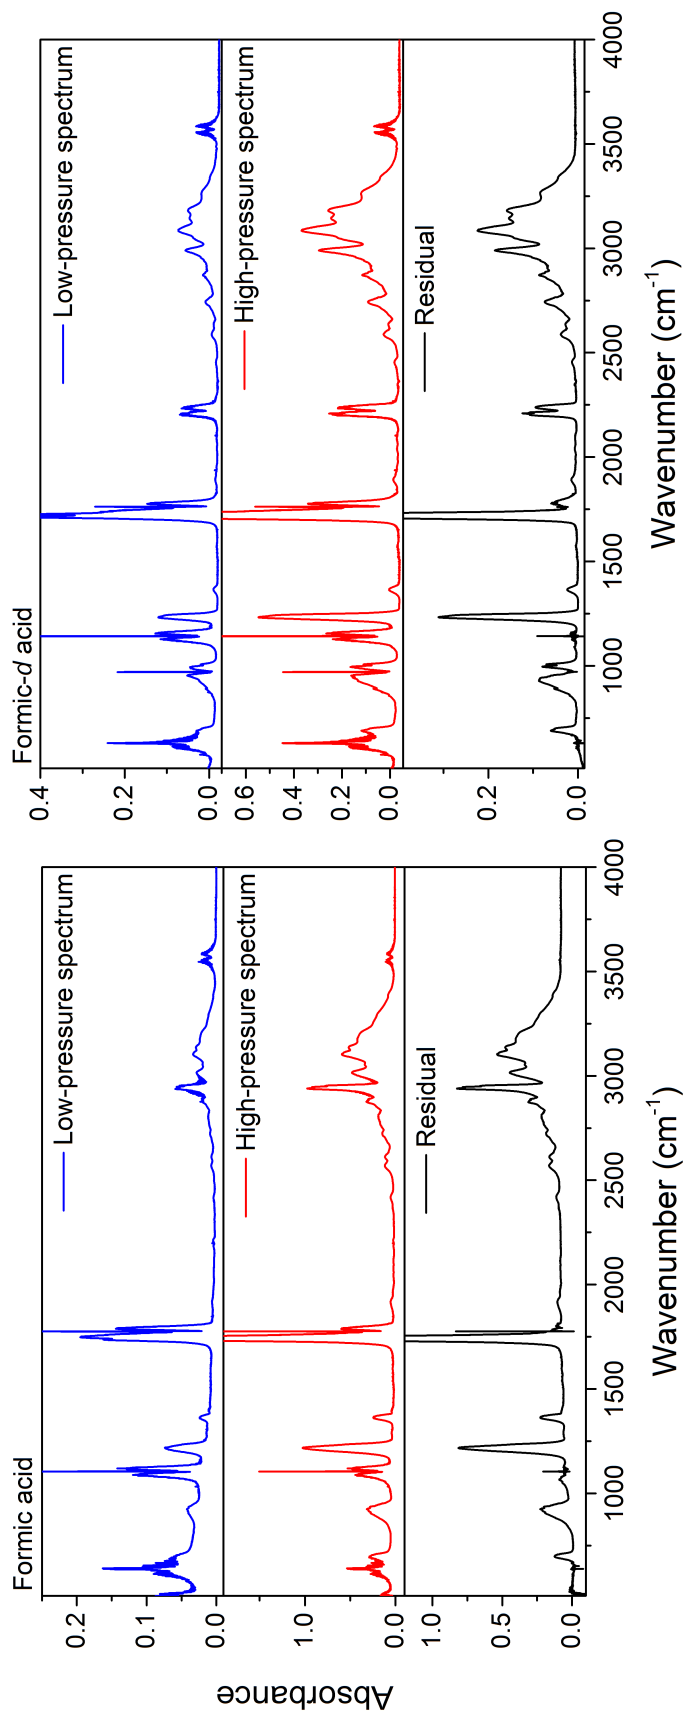 Formic acid
Low-pressure spectrum
0.2
0.1
0.0
High-pressure spectrum
1.0
0.0
Residual
1.0
0.5
0.0
Absorbance
1000
1500
2000
2500
3000
3500
4000
Wavenumber (cm⁻¹)
Formic-d acid
Low-pressure spectrum
0.4
0.2
0.0
High-pressure spectrum
0.6
0.4
0.2
0.0
Residual
0.2
0.0
1000
1500
2000
2500
3000
3500
4000
Wavenumber (cm⁻¹)